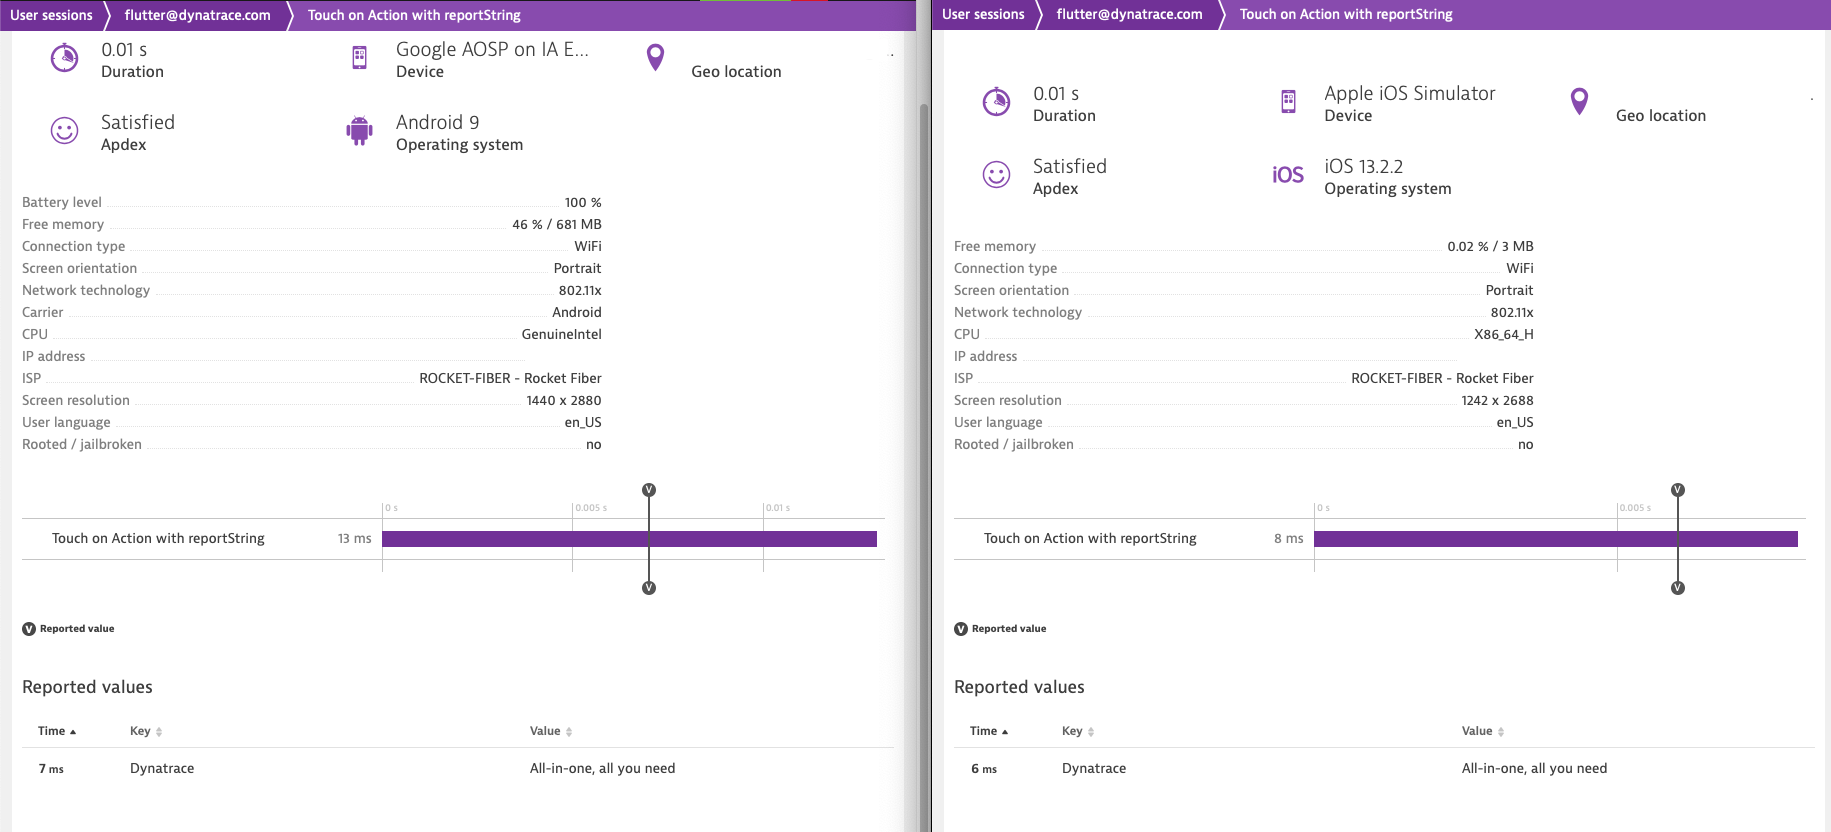 User sessions flutter@dynatrace.com Touch on Action with reportString
0.01 s
Duration
Google AOSP on IA E...
Device
Geo location
Satisfied
Apdex
Android 9
Operating system
Battery level 100 %
Free memory 46 % / 681 MB
Connection type WiFi
Screen orientation Portrait
Network technology 802.11x
Carrier Android
CPU GenuineIntel
IP address
ISP ROCKET-FIBER - Rocket Fiber
Screen resolution 1440 x 2880
User language en_US
Rooted / jailbroken no
V
0 s 0.005 s 0.01 s
Touch on Action with reportString 13 ms
V
V Reported value
Reported values
Time Key Value
7 ms Dynatrace All-in-one, all you need
User sessions flutter@dynatrace.com Touch on Action with reportString
0.01 s
Duration
Apple iOS Simulator
Device
Geo location
Satisfied
Apdex
iOS
iOS 13.2.2
Operating system
Free memory 0.02 % / 3 MB
Connection type WiFi
Screen orientation Portrait
Network technology 802.11x
CPU X86_64_H
IP address
ISP ROCKET-FIBER - Rocket Fiber
Screen resolution 1242 x 2688
User language en_US
Rooted / jailbroken no
V
0 s 0.005 s
Touch on Action with reportString 8 ms
V
V Reported value
Reported values
Time Key Value
6 ms Dynatrace All-in-one, all you need